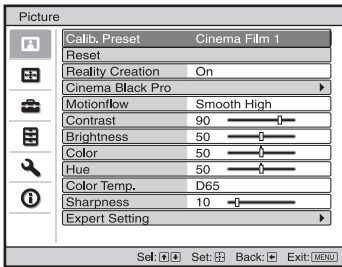 Picture
Calib. Preset Cinema Film 1
Reset
Reality Creation On
Cinema Black Pro
Motionflow Smooth High
Contrast 90
Brightness 50
Color 50
Hue 50
Color Temp. D65
Sharpness 10
Expert Setting
Sel: Set: Back: Exit: MENU